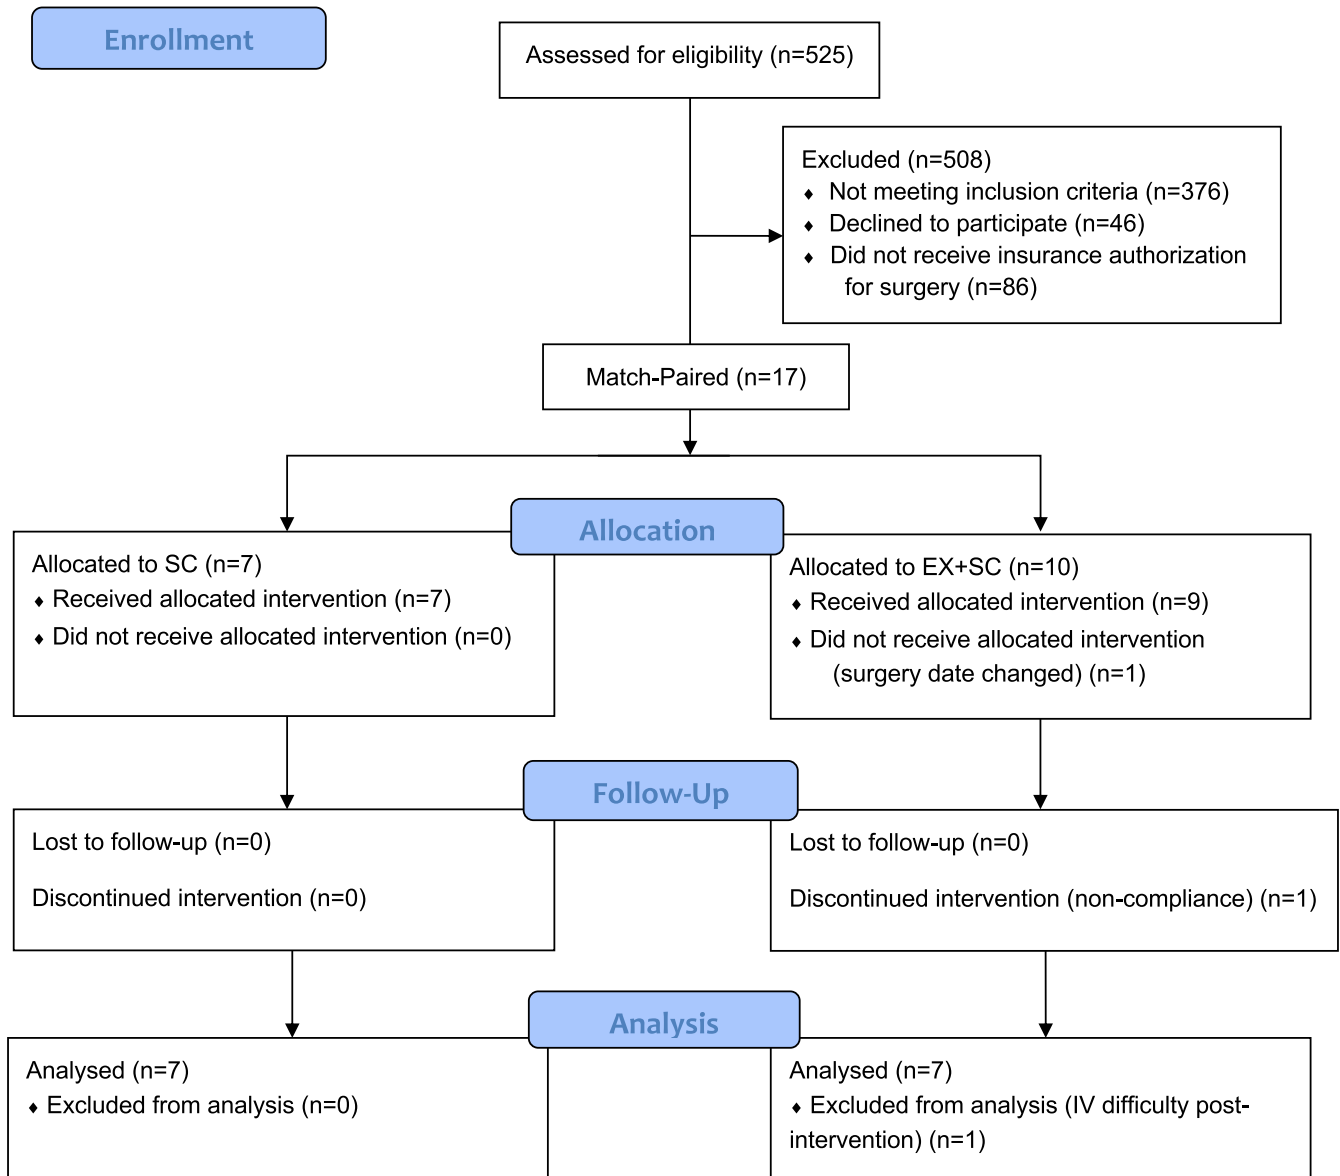 Enrollment
Assessed for eligibility (n=525)
Excluded (n=508)
♦ Not meeting inclusion criteria (n=376)
♦ Declined to participate (n=46)
♦ Did not receive insurance authorization
for surgery (n=86)
Match-Paired (n=17)
Allocation
Allocated to SC (n=7)
♦ Received allocated intervention (n=7)
♦ Did not receive allocated intervention (n=0)
Allocated to EX+SC (n=10)
♦ Received allocated intervention (n=9)
♦ Did not receive allocated intervention
(surgery date changed) (n=1)
Follow-Up
Lost to follow-up (n=0)
Discontinued intervention (n=0)
Lost to follow-up (n=0)
Discontinued intervention (non-compliance) (n=1)
Analysis
Analysed (n=7)
♦ Excluded from analysis (n=0)
Analysed (n=7)
♦ Excluded from analysis (IV difficulty post-
intervention) (n=1)